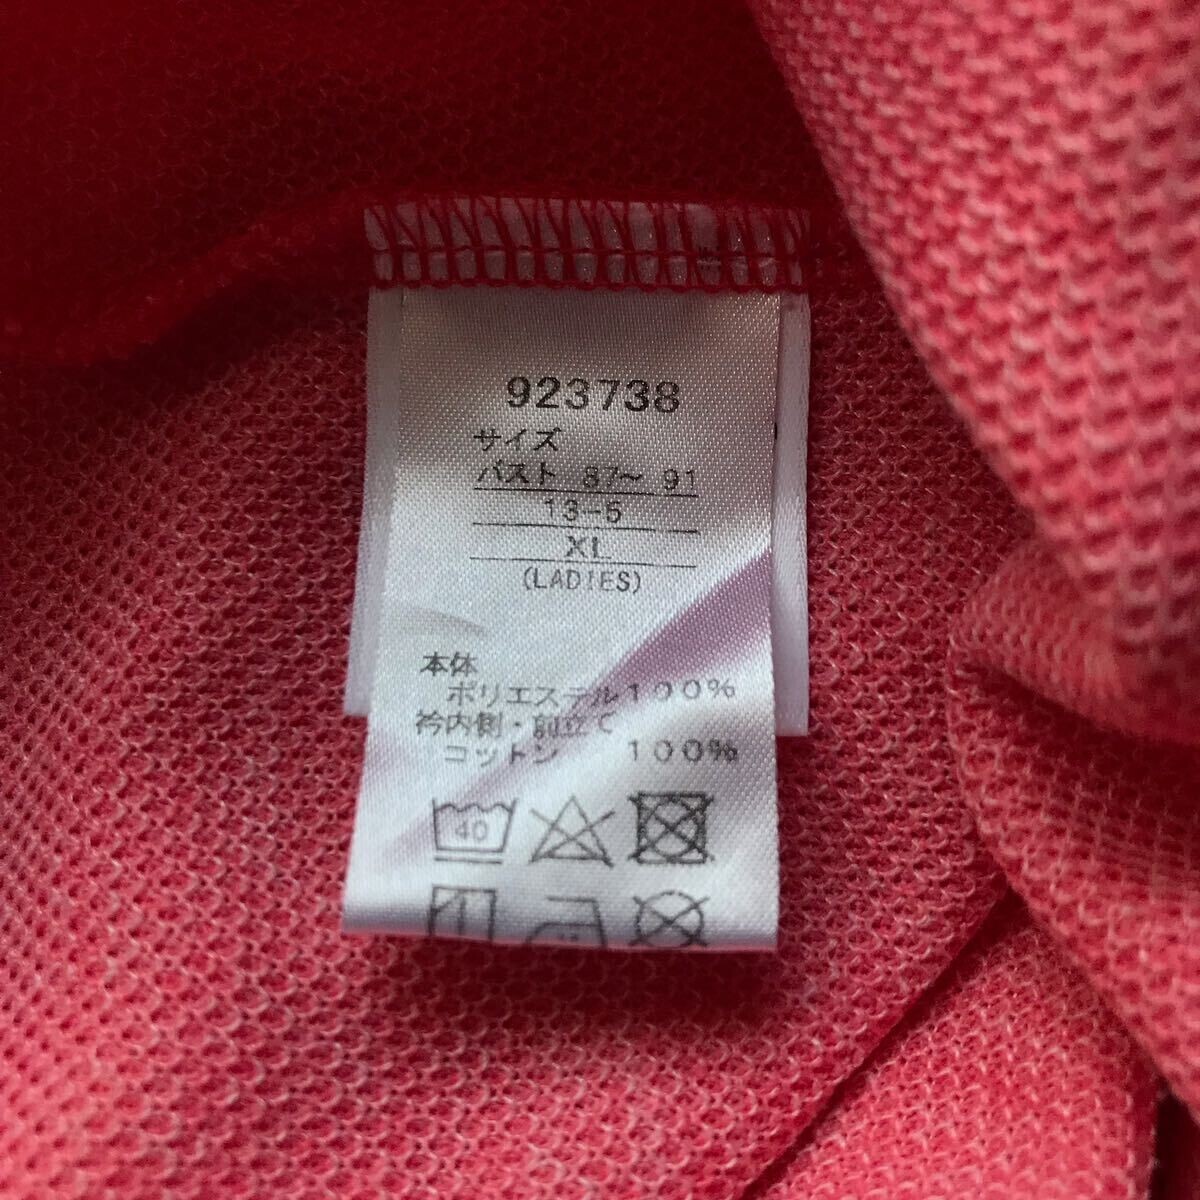 923738
サイズ
バスト 87〜 91
13-5
XL
(LADIES)
本体
ポリエステル100%
衿内側・前立て
コットン 100%
40